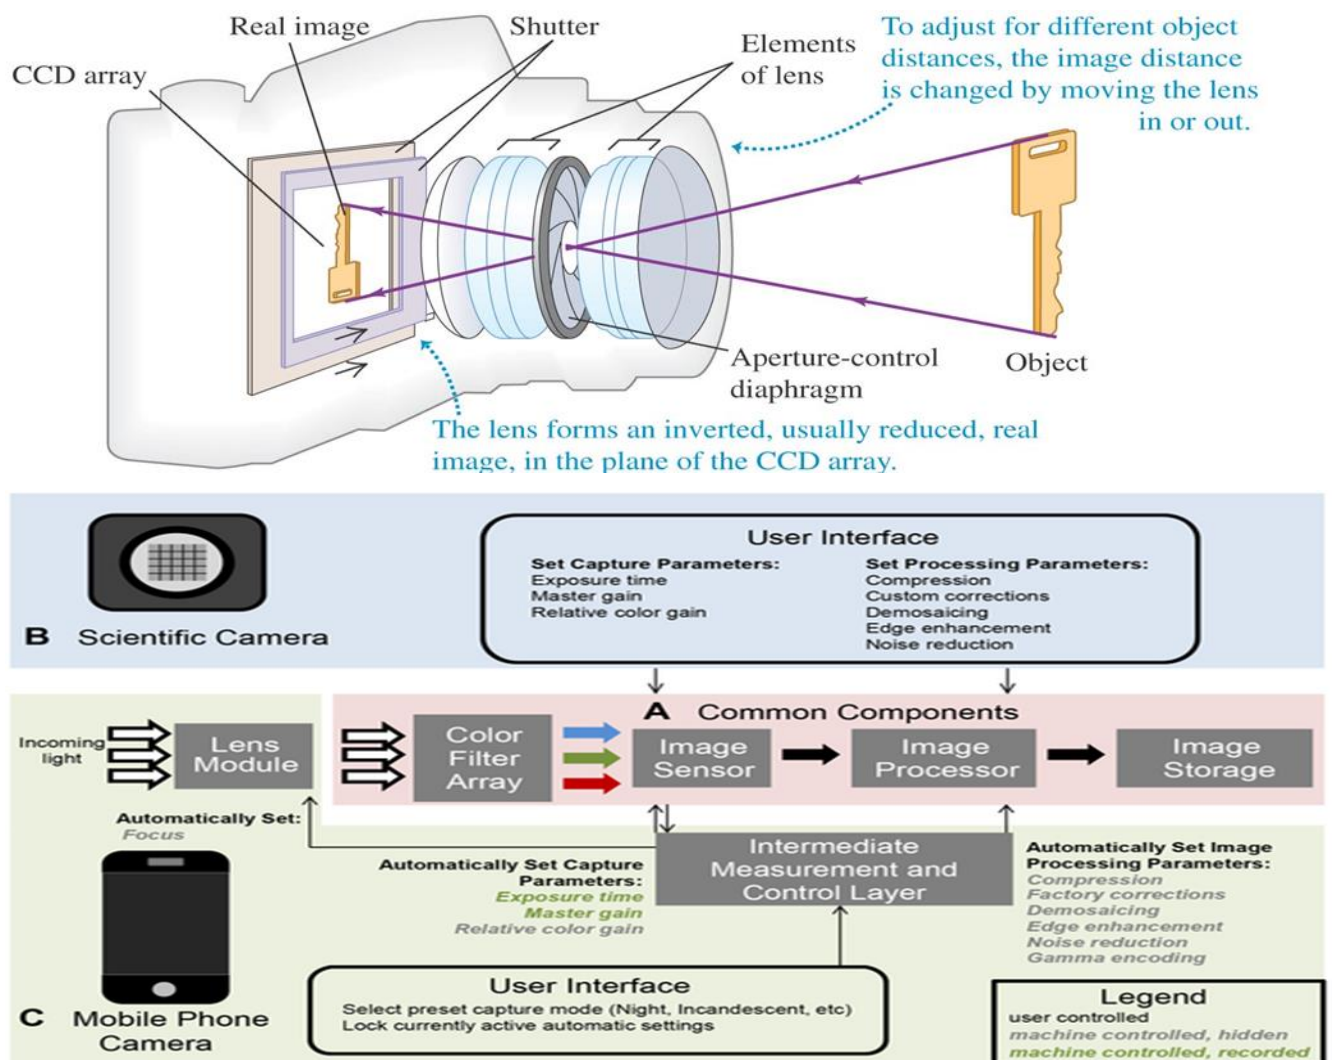 Real image
Shutter
CCD array
Elements
of lens
To adjust for different object
distances, the image distance
is changed by moving the lens
in or out.
Aperture-control
diaphragm
Object
The lens forms an inverted, usually reduced, real
image, in the plane of the CCD array.
B Scientific Camera
User Interface
Set Capture Parameters:
Exposure time
Master gain
Relative color gain
Set Processing Parameters:
Compression
Custom corrections
Demosaicing
Edge enhancement
Noise reduction
A Common Components
Incoming
light
Lens
Module
Color
Filter
Array
Image
Sensor
Image
Processor
Image
Storage
Automatically Set:
Focus
Automatically Set Capture
Parameters:
Exposure time
Master gain
Relative color gain
Intermediate
Measurement and
Control Layer
Automatically Set Image
Processing Parameters:
Compression
Factory corrections
Demosaicing
Edge enhancement
Noise reduction
Gamma encoding
C Mobile Phone
Camera
User Interface
Select preset capture mode (Night, Incandescent, etc)
Lock currently active automatic settings
Legend
user controlled
machine controlled, hidden
machine controlled, recorded